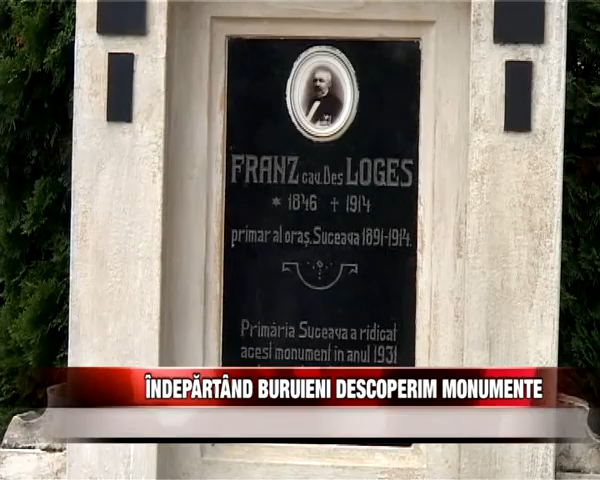 FRANZ cav. Des LOGES
* 1846 ✝ 1914
primar al oraș. Suceava 1891-1914.
Primăria Suceava a ridicat
acest monument în anul 1931
ÎNDEPĂRTÂND BURUIENI DESCOPERIM MONUMENTE